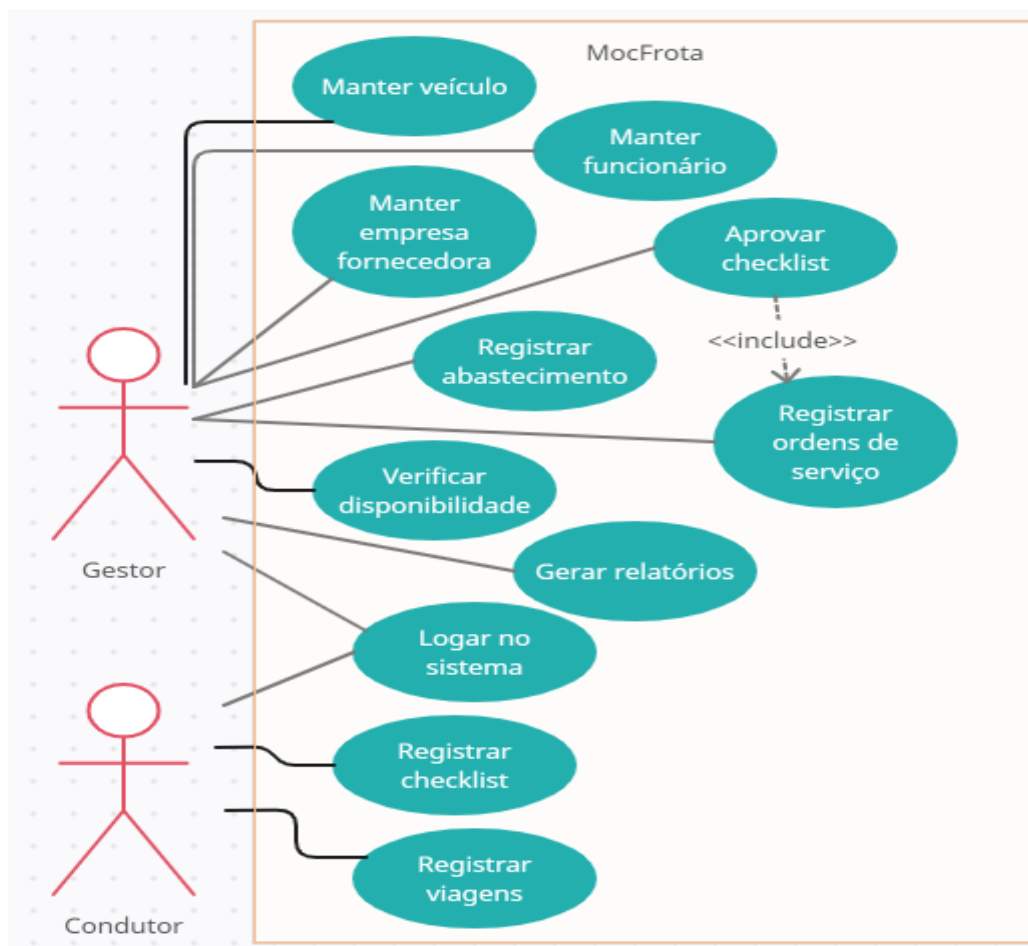 MocFrota
Manter veículo
Manter
funcionário
Manter
empresa
fornecedora
Aprovar
checklist
<<include>>
Registrar
abastecimento
Registrar
ordens de
serviço
Verificar
disponibilidade
Gestor
Gerar relatórios
Logar no
sistema
Registrar
checklist
Registrar
viagens
Condutor